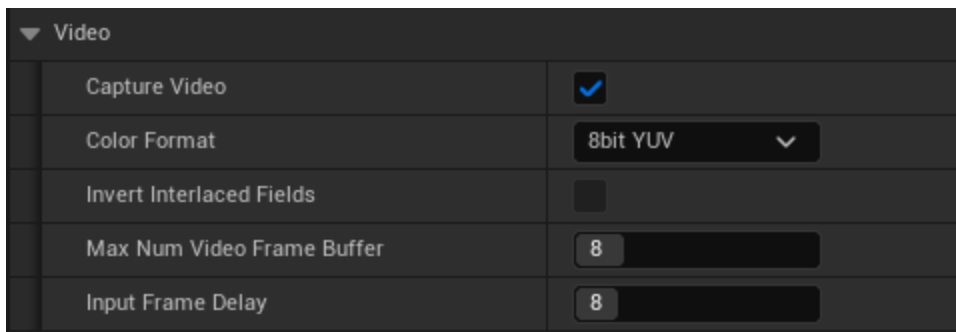 Video
Capture Video
Color Format 8bit YUV
Invert Interlaced Fields
Max Num Video Frame Buffer 8
Input Frame Delay 8